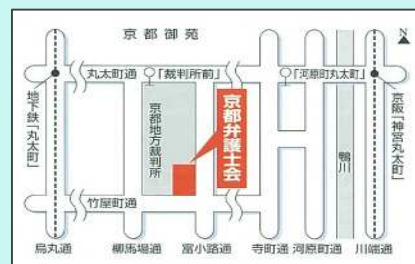 京都御苑
N
丸太町通
「裁判所前」
「河原町丸太町」
地下鉄「丸太町」
京都地方裁判所
京都弁護士会
鴨川
京阪「神宮丸太町」
竹屋町通
烏丸通
柳馬場通
富小路通
寺町通
河原町通
川端通